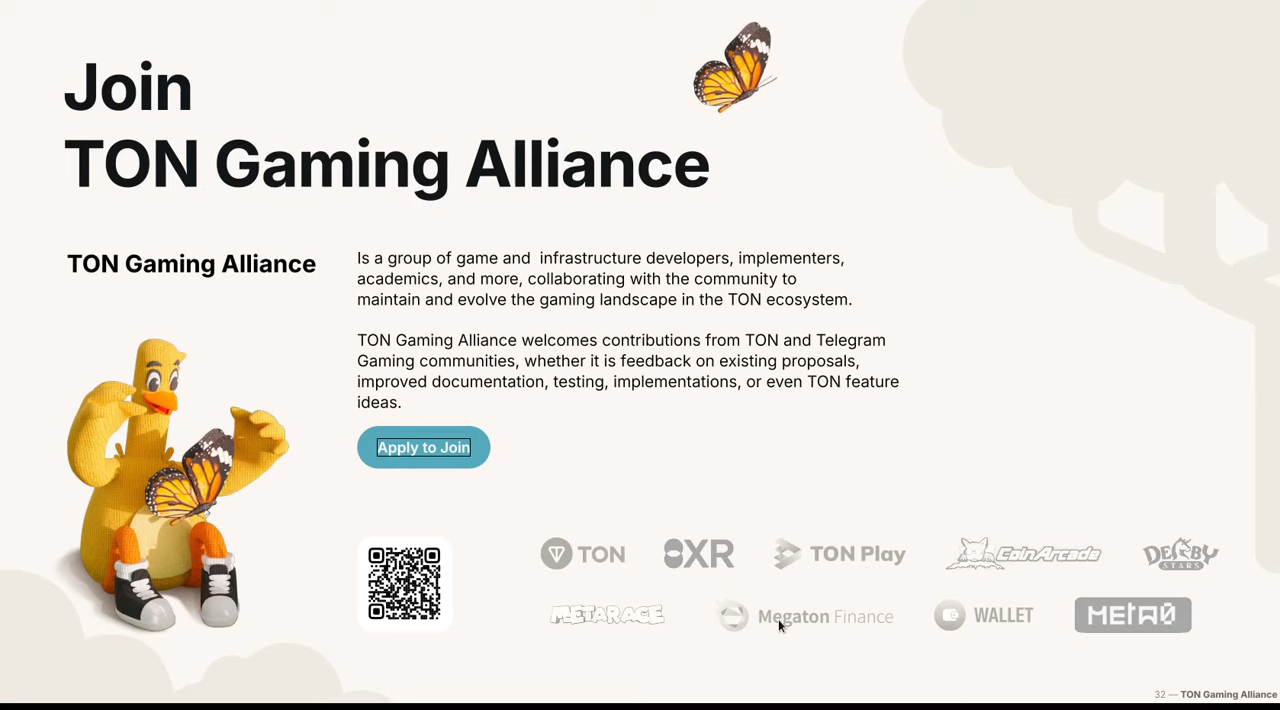 Join
TON Gaming Alliance
TON Gaming Alliance
Is a group of game and  infrastructure developers, implementers,
academics, and more, collaborating with the community to
maintain and evolve the gaming landscape in the TON ecosystem.
TON Gaming Alliance welcomes contributions from TON and Telegram
Gaming communities, whether it is feedback on existing proposals,
improved documentation, testing, implementations, or even TON feature
ideas.
Apply to Join
TON
XR
TON Play
CoinArcade
DERBY
STARS
METARACE
Megaton Finance
WALLET
META0
32 — TON Gaming Alliance